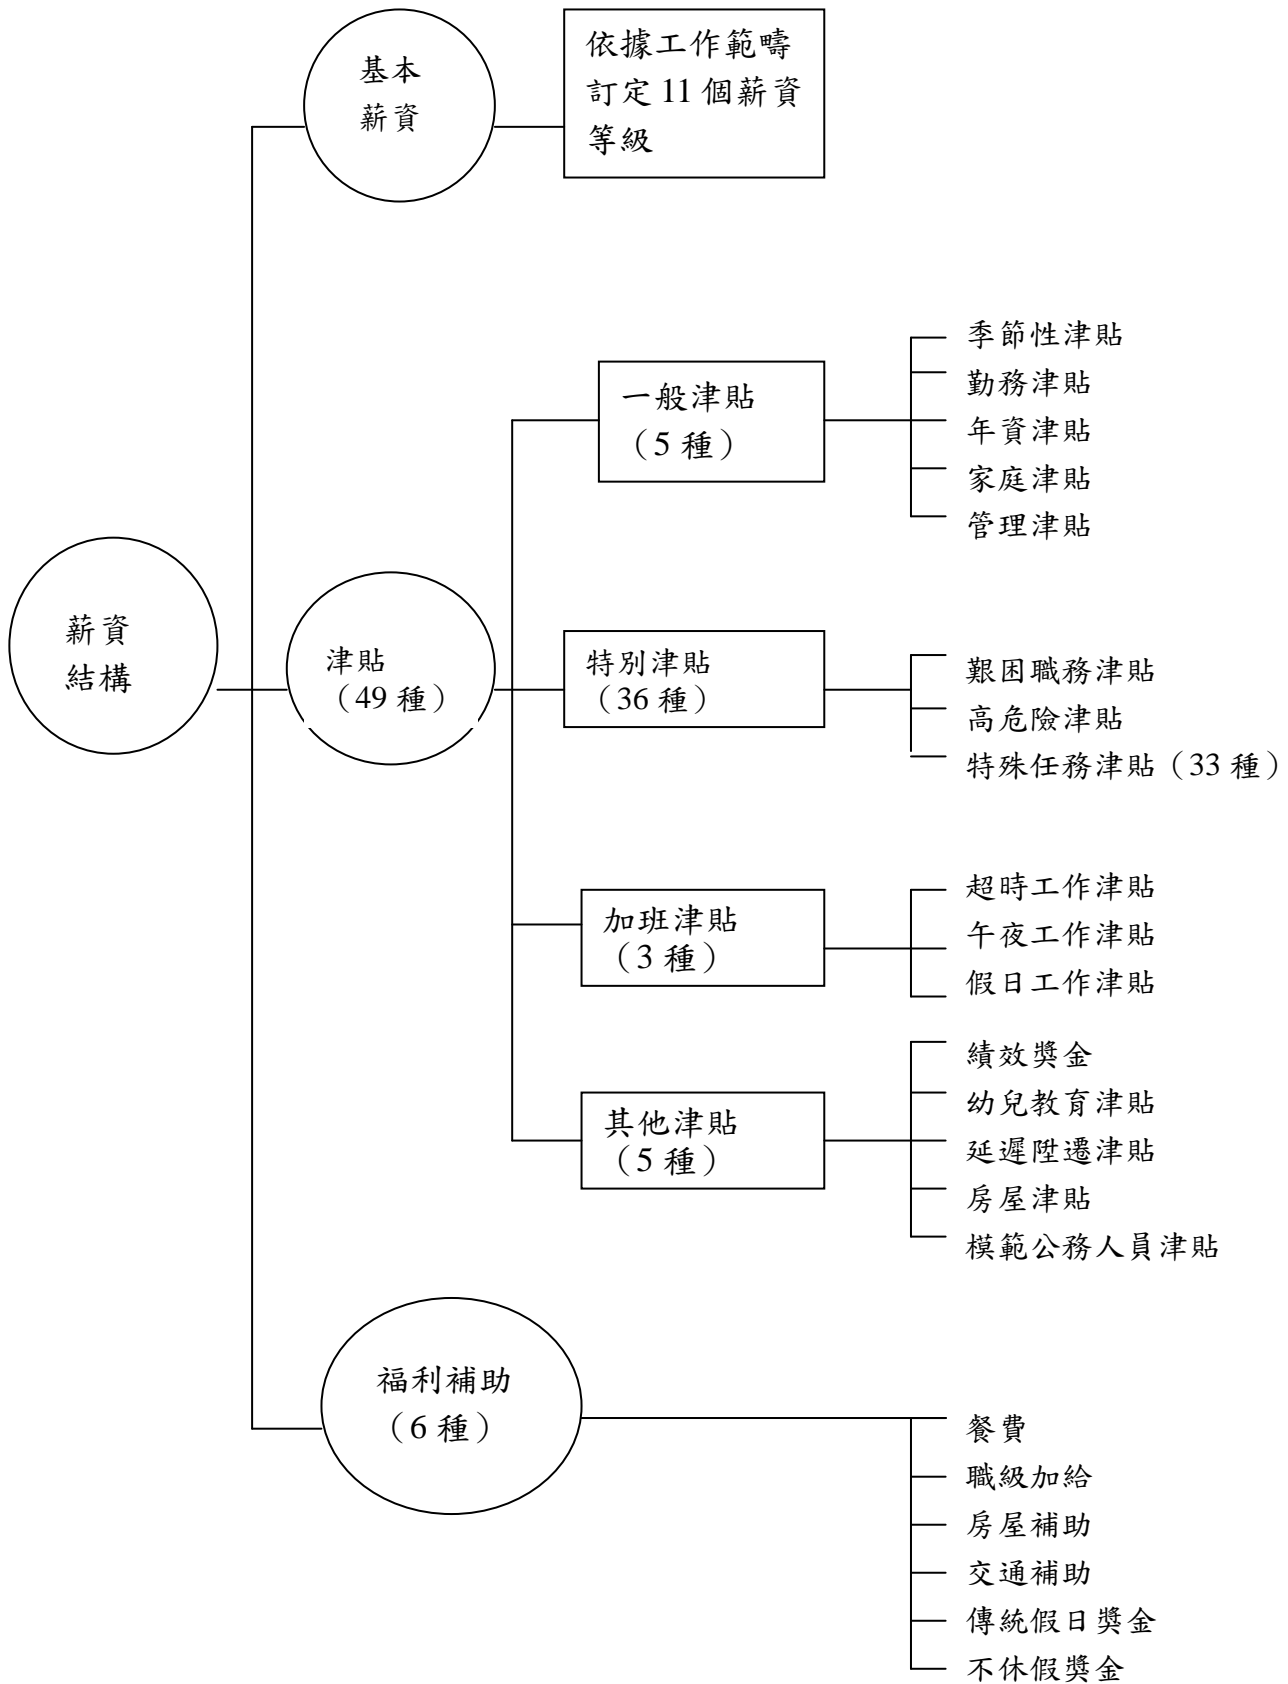 基本
薪資
依據工作範疇
訂定 11 個薪資
等級
薪資
結構
津貼
（49 種）
一般津貼
（5 種）
季節性津貼
勤務津貼
年資津貼
家庭津貼
管理津貼
特別津貼
（36 種）
艱困職務津貼
高危險津貼
特殊任務津貼（33 種）
加班津貼
（3 種）
超時工作津貼
午夜工作津貼
假日工作津貼
其他津貼
（5 種）
績效獎金
幼兒教育津貼
延遲陞遷津貼
房屋津貼
模範公務人員津貼
福利補助
（6 種）
餐費
職級加給
房屋補助
交通補助
傳統假日獎金
不休假獎金